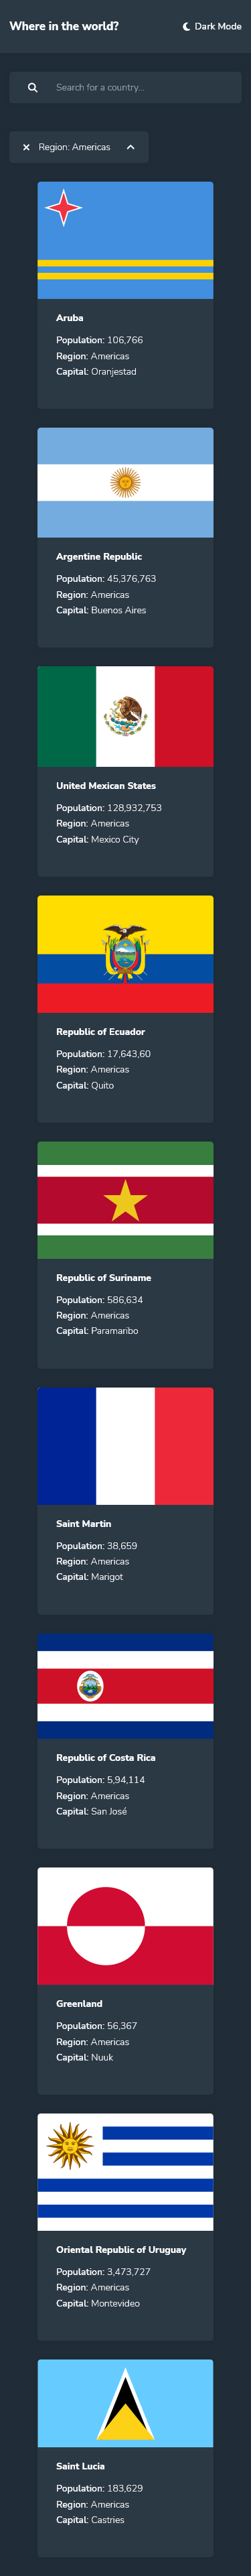 Where in the world?
Dark Mode
Search for a country...
Region: Americas
Aruba
Population: 106,766
Region: Americas
Capital: Oranjestad
Argentine Republic
Population: 45,376,763
Region: Americas
Capital: Buenos Aires
United Mexican States
Population: 128,932,753
Region: Americas
Capital: Mexico City
Republic of Ecuador
Population: 17,643,60
Region: Americas
Capital: Quito
Republic of Suriname
Population: 586,634
Region: Americas
Capital: Paramaribo
Saint Martin
Population: 38,659
Region: Americas
Capital: Marigot
Republic of Costa Rica
Population: 5,94,114
Region: Americas
Capital: San José
Greenland
Population: 56,367
Region: Americas
Capital: Nuuk
Oriental Republic of Uruguay
Population: 3,473,727
Region: Americas
Capital: Montevideo
Saint Lucia
Population: 183,629
Region: Americas
Capital: Castries